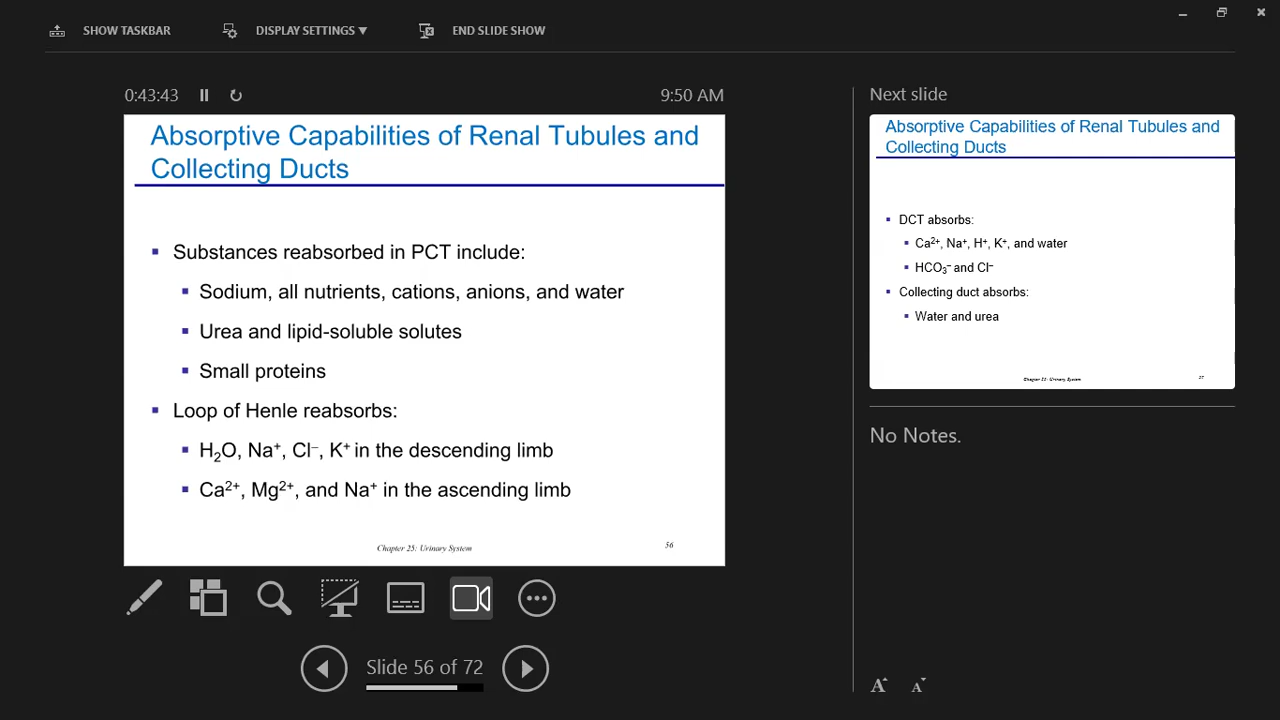 SHOW TASKBAR
DISPLAY SETTINGS ▼
END SLIDE SHOW
0:43:43
9:50 AM
Absorptive Capabilities of Renal Tubules and
Collecting Ducts
▪ Substances reabsorbed in PCT include:
▪ Sodium, all nutrients, cations, anions, and water
▪ Urea and lipid-soluble solutes
▪ Small proteins
▪ Loop of Henle reabsorbs:
▪ H₂O, Na⁺, Cl⁻, K⁺ in the descending limb
▪ Ca²⁺, Mg²⁺, and Na⁺ in the ascending limb
Chapter 25: Urinary System
56
Slide 56 of 72
Next slide
Absorptive Capabilities of Renal Tubules and
Collecting Ducts
▪ DCT absorbs:
▪ Ca²⁺, Na⁺, H⁺, K⁺, and water
▪ HCO₃⁻ and Cl⁻
▪ Collecting duct absorbs:
▪ Water and urea
Chapter 25: Urinary System
57
No Notes.
A A